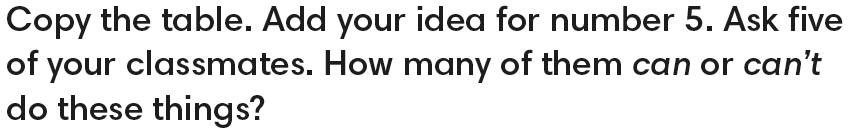 Copy the table. Add your idea for number 5. Ask five
of your classmates. How many of them can or can't
do these things?